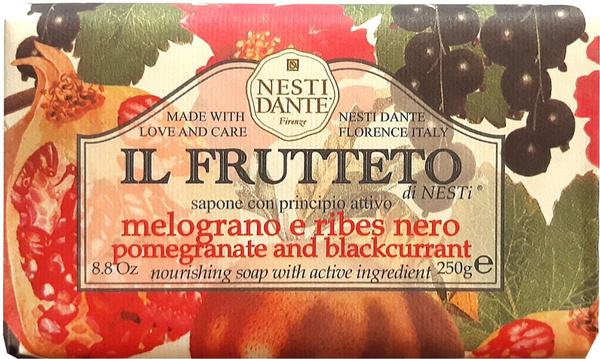 NESTI
DANTE®
Firenze
MADE WITH
LOVE AND CARE
NESTI DANTE
FLORENCE ITALY
IL FRUTTETO
di NESTi®
sapone con principio attivo
melograno e ribes nero
pomegranate and blackcurrant
8.8 Oz
nourishing soap with active ingredient
250g e